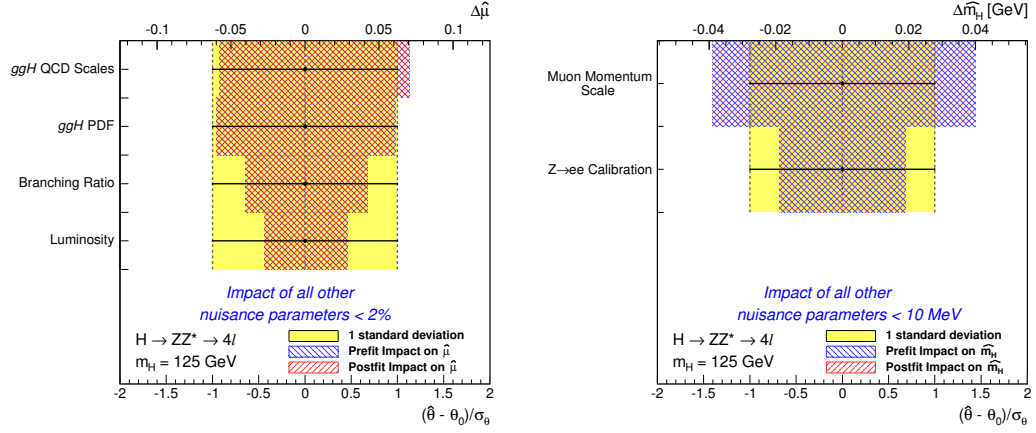 Δμ̂
-0.1 -0.05 0 0.05 0.1
ggH QCD Scales
ggH PDF
Branching Ratio
Luminosity
Impact of all other
nuisance parameters < 2%
H → ZZ* → 4l
m_H = 125 GeV
1 standard deviation
Prefit Impact on μ̂
Postfit Impact on μ̂
-2 -1.5 -1 -0.5 0 0.5 1 1.5 2
(θ̂ - θ₀)/σ_θ
Δm̂_H [GeV]
-0.04 -0.02 0 0.02 0.04
Muon Momentum
Scale
Z→ee Calibration
Impact of all other
nuisance parameters < 10 MeV
H → ZZ* → 4l
m_H = 125 GeV
1 standard deviation
Prefit Impact on m̂_H
Postfit Impact on m̂_H
-2 -1.5 -1 -0.5 0 0.5 1 1.5 2
(θ̂ - θ₀)/σ_θ